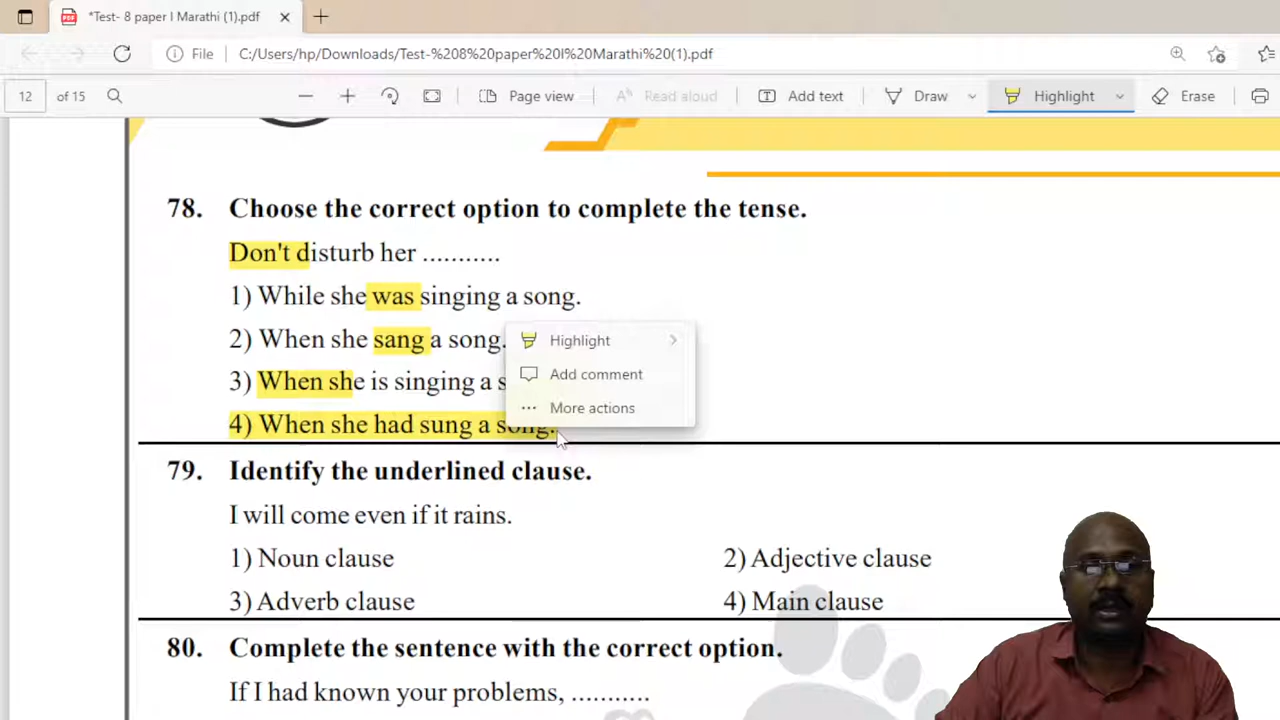 *Test- 8 paper I Marathi (1).pdf
File C:/Users/hp/Downloads/Test-%208%20paper%20I%20Marathi%20(1).pdf
12 of 15 Page view Read aloud Add text Draw Highlight Erase
78. Choose the correct option to complete the tense.
Don't disturb her ...........
1) While she was singing a song.
2) When she sang a song.
3) When she is singing a s
4) When she had sung a song.
Highlight
Add comment
More actions
79. Identify the underlined clause.
I will come even if it rains.
1) Noun clause 2) Adjective clause
3) Adverb clause 4) Main clause
80. Complete the sentence with the correct option.
If I had known your problems, ...........